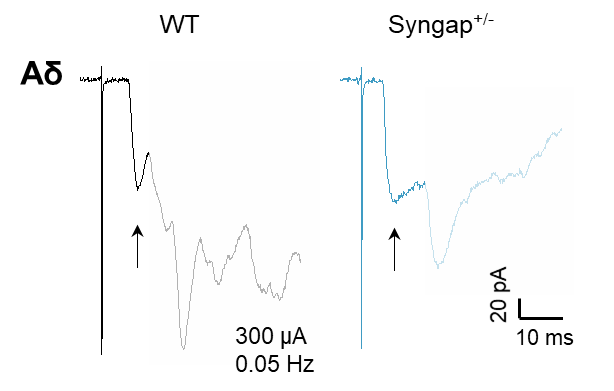 WT
Syngap+/-
Aδ
300 µA
0.05 Hz
20 pA
10 ms